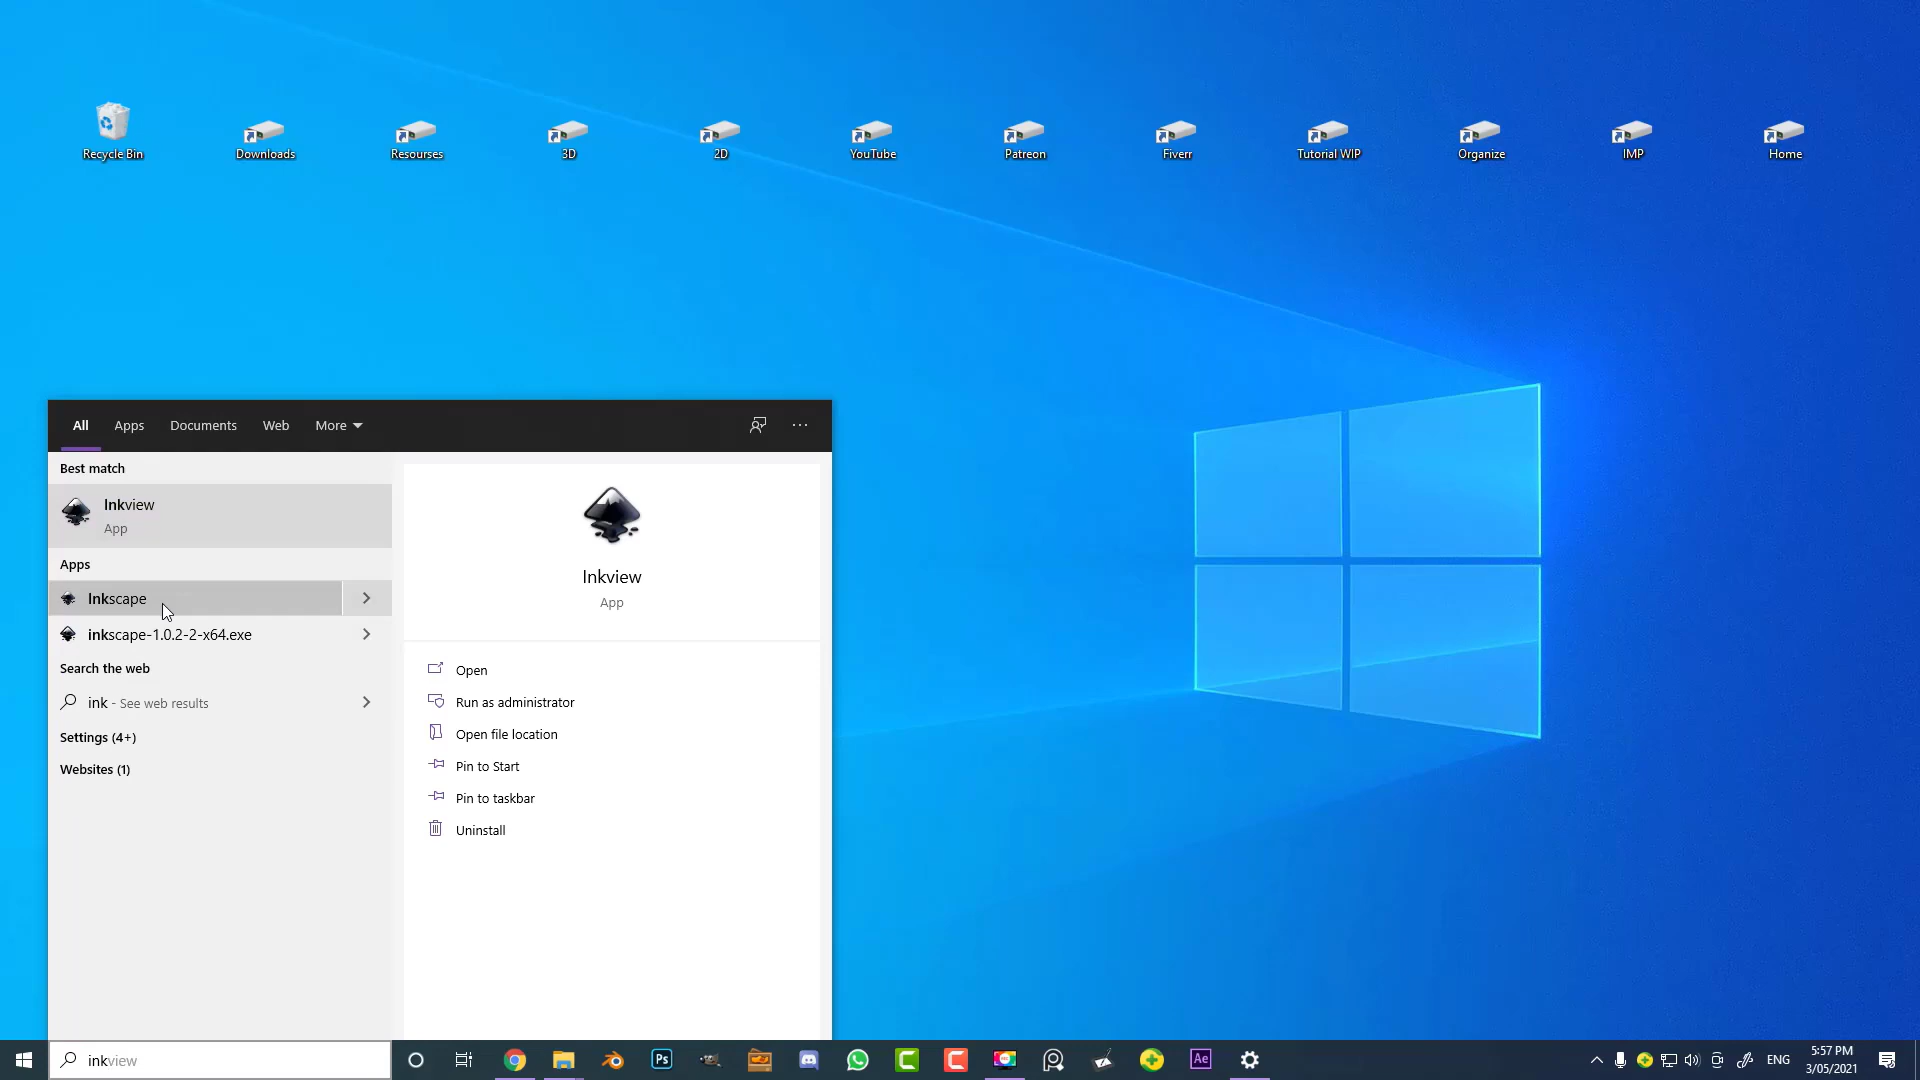 Recycle Bin
Downloads
Resourses
3D
2D
YouTube
Patreon
Fiverr
Tutorial WIP
Organize
IMP
Home
All
Apps
Documents
Web
More
Best match
Inkview
App
Apps
Inkscape
inkscape-1.0.2-2-x64.exe
Search the web
ink - See web results
Settings (4+)
Websites (1)
Inkview
App
Open
Run as administrator
Open file location
Pin to Start
Pin to taskbar
Uninstall
inkview
Ps
Ae
ENG
5:57 PM
3/05/2021